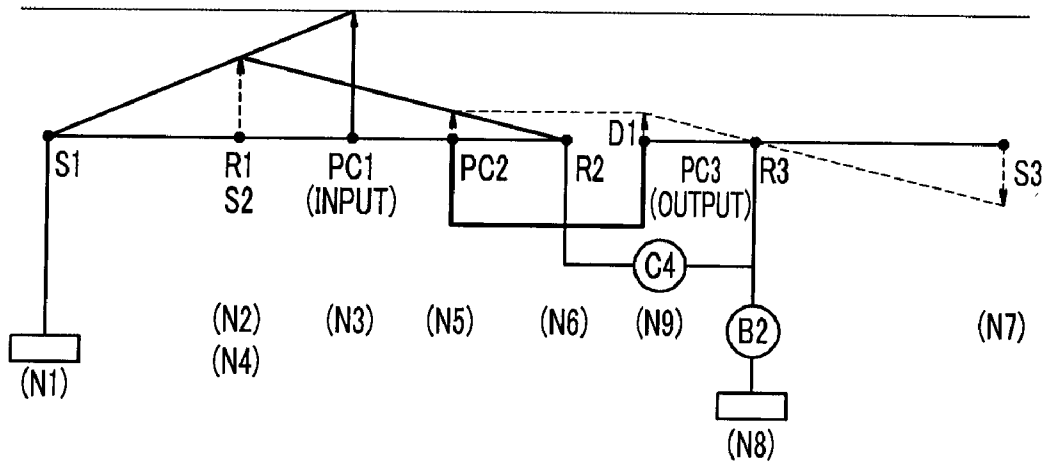 S1
R1
S2
PC1
(INPUT)
PC2
R2
D1
PC3
(OUTPUT)
R3
S3
C4
B2
(N1)
(N2)
(N4)
(N3)
(N5)
(N6)
(N9)
(N7)
(N8)